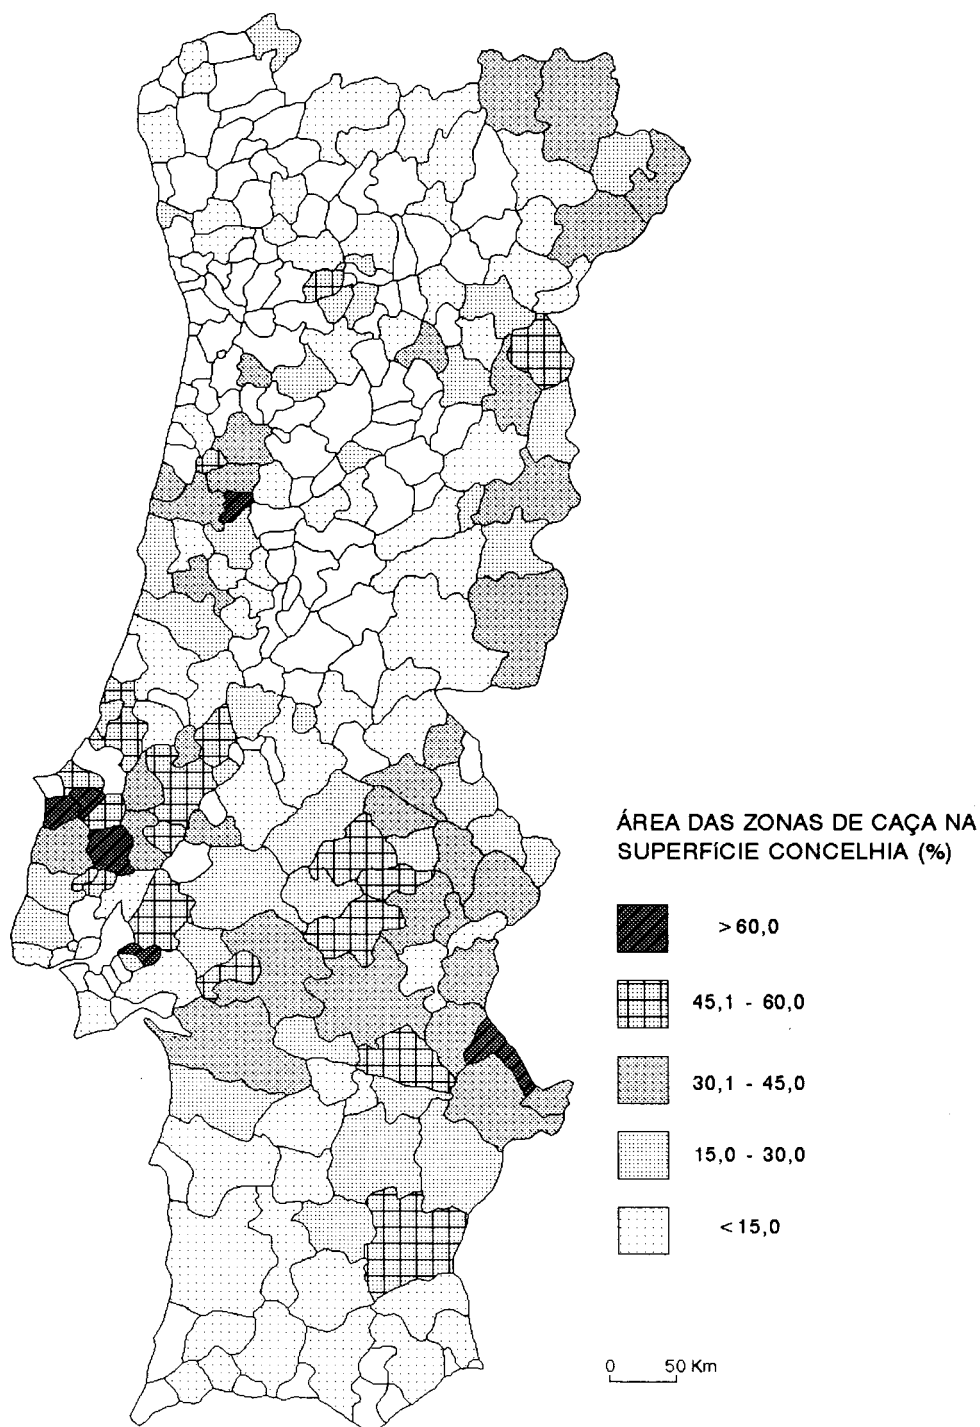 ÁREA DAS ZONAS DE CAÇA NA
SUPERFÍCIE CONCELHIA (%)
>60,0
45,1 - 60,0
30,1 - 45,0
15,0 - 30,0
<15,0
0 50 Km